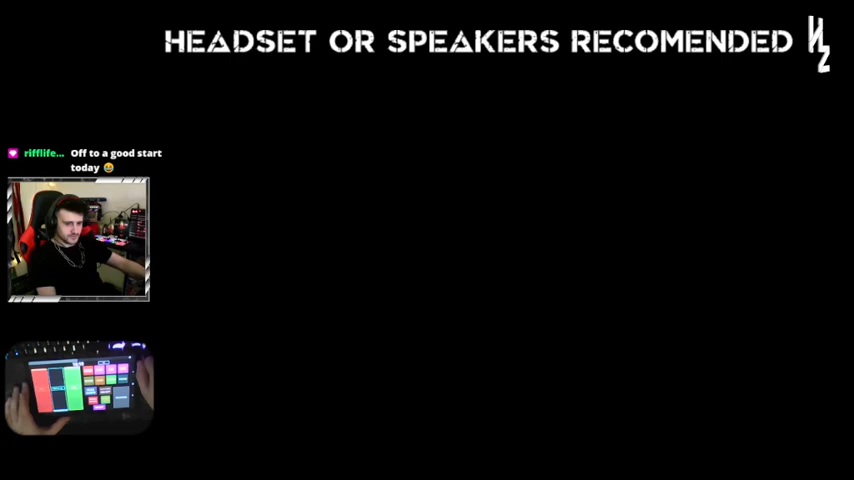 HEADSET OR SPEAKERS RECOMENDED
rifflife... Off to a good start
today 😂